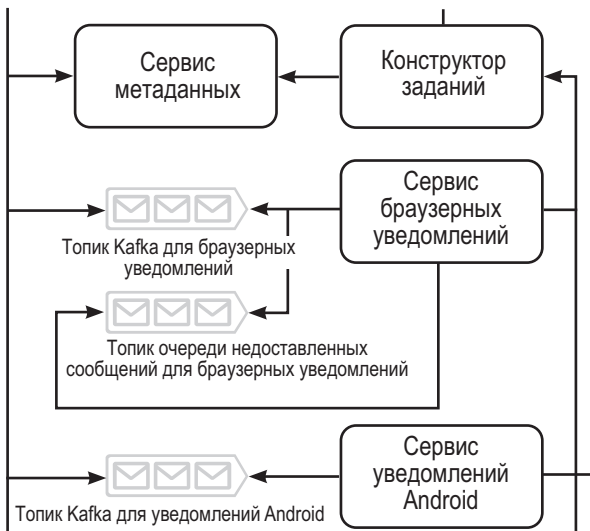 Сервис
метаданных
Конструктор
заданий
Сервис
браузерных
уведомлений
Топик Kafka для браузерных
уведомлений
Топик очереди недоставленных
сообщений для браузерных уведомлений
Сервис
уведомлений
Android
Топик Kafka для уведомлений Android